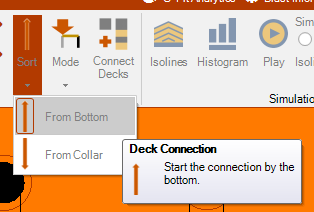 Sort
Mode
Connect
Decks
Isolines
Histogram
Play
Simulatio
From Bottom
From Collar
Deck Connection
Start the connection by the
bottom.